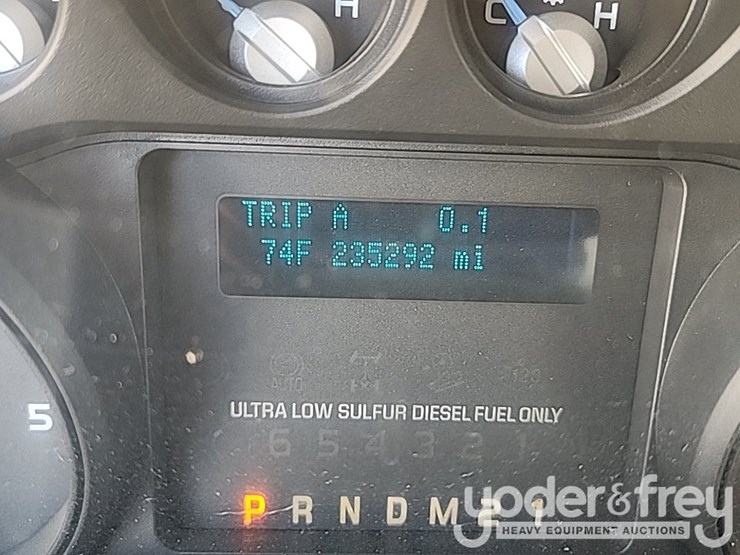 H
C H
TRIP A 0.1
74F 235292 mi
AUTO
ULTRA LOW SULFUR DIESEL FUEL ONLY
6 5 4 3 2 1
5
P R N D M 2 1
yoder&frey
HEAVY EQUIPMENT AUCTIONS